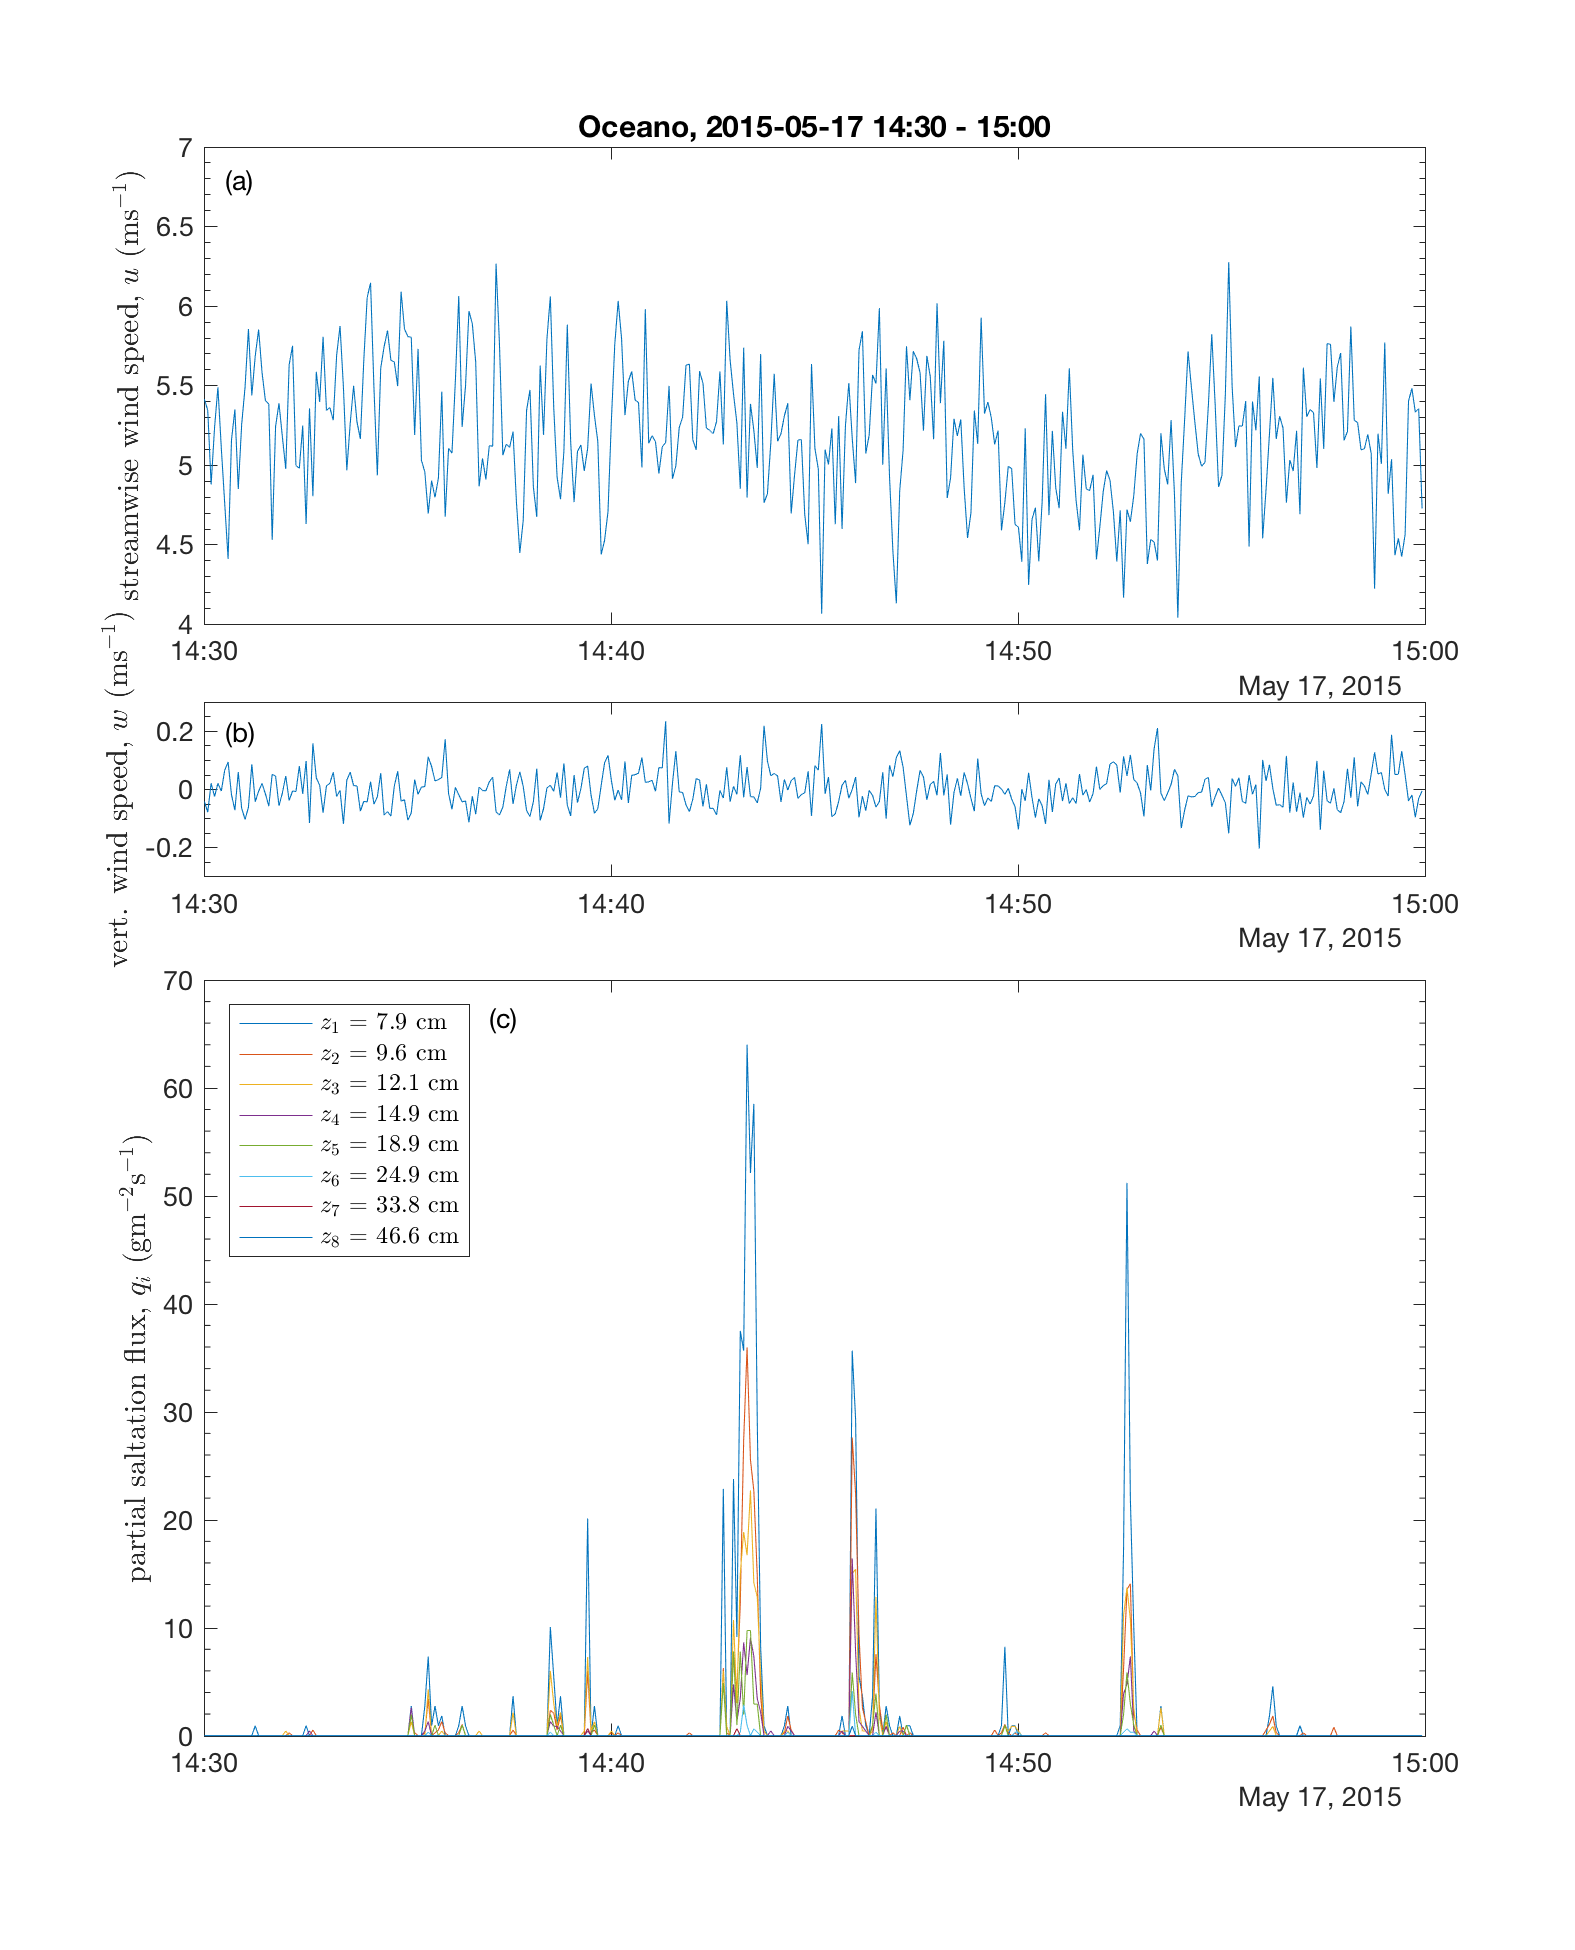 Oceano, 2015-05-17 14:30 - 15:00
(a)
streamwise wind speed, u (ms⁻¹)
7
6.5
6
5.5
5
4.5
4
14:30 14:40 14:50 15:00
May 17, 2015
(b)
vert. wind speed, w (ms⁻¹)
0.2
0
-0.2
14:30 14:40 14:50 15:00
May 17, 2015
(c)
partial saltation flux, qᵢ (gm⁻²s⁻¹)
70
60
50
40
30
20
10
0
z₁ = 7.9 cm
z₂ = 9.6 cm
z₃ = 12.1 cm
z₄ = 14.9 cm
z₅ = 18.9 cm
z₆ = 24.9 cm
z₇ = 33.8 cm
z₈ = 46.6 cm
14:30 14:40 14:50 15:00
May 17, 2015